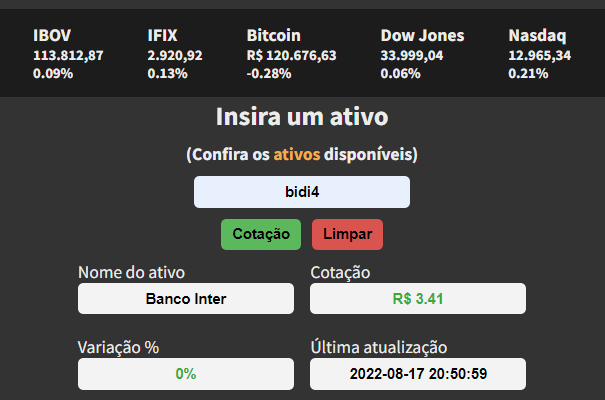 IBOV IFIX Bitcoin Dow Jones Nasdaq
113.812,87 2.920,92 R$ 120.676,63 33.999,04 12.965,34
0.09% 0.13% -0.28% 0.06% 0.21%
Insira um ativo
(Confira os ativos disponíveis)
bidi4
Cotação Limpar
Nome do ativo Cotação
Banco Inter R$ 3.41
Variação % Última atualização
0% 2022-08-17 20:50:59